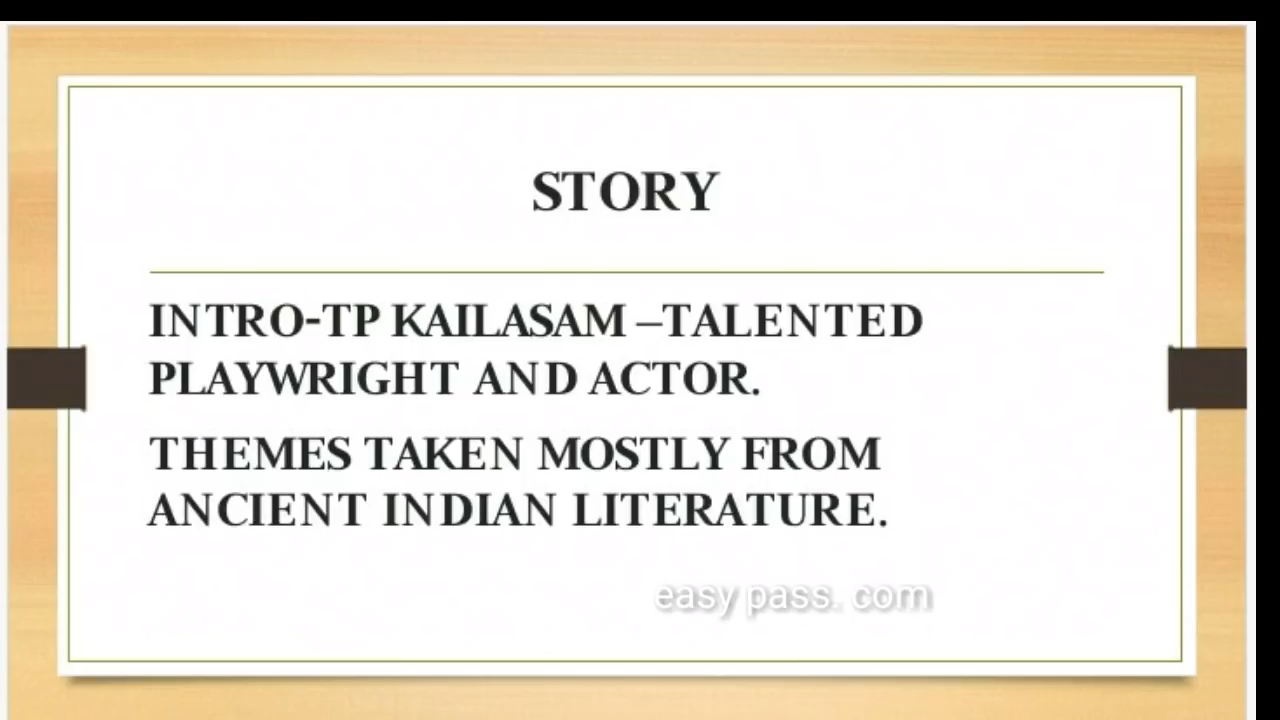 STORY
INTRO-TP KAILASAM –TALENTED
PLAYWRIGHT AND ACTOR.
THEMES TAKEN MOSTLY FROM
ANCIENT INDIAN LITERATURE.
easy pass. com